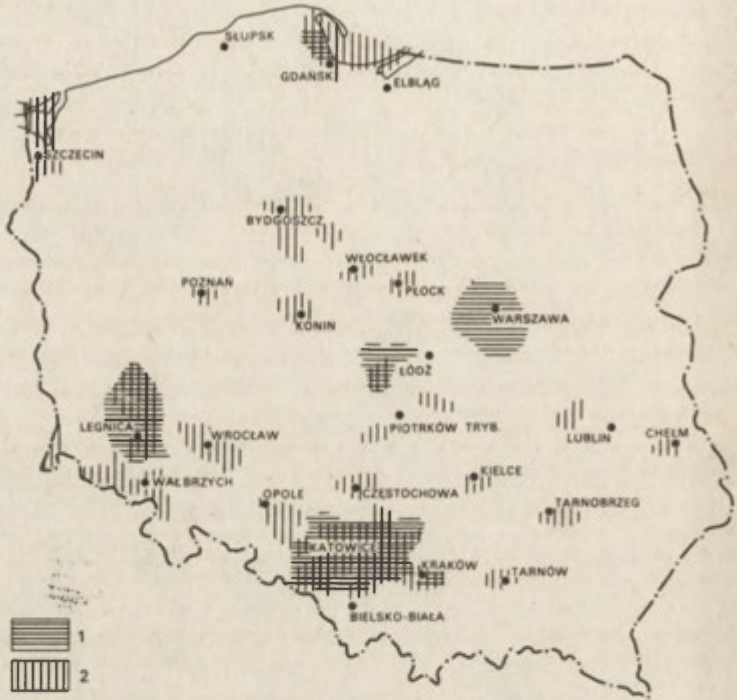 SŁUPSK
GDAŃSK
ELBLĄG
SZCZECIN
BYDGOSZCZ
WŁOCŁAWEK
POZNAŃ
PŁOCK
KONIN
WARSZAWA
ŁÓDŹ
LEGNICA
WROCŁAW
PIOTRKÓW TRYB.
LUBLIN
CHEŁM
WAŁBRZYCH
OPOLE
CZĘSTOCHOWA
KIELCE
TARNOBRZEG
KATOWICE
KRAKÓW
TARNÓW
BIELSKO-BIAŁA
1
2